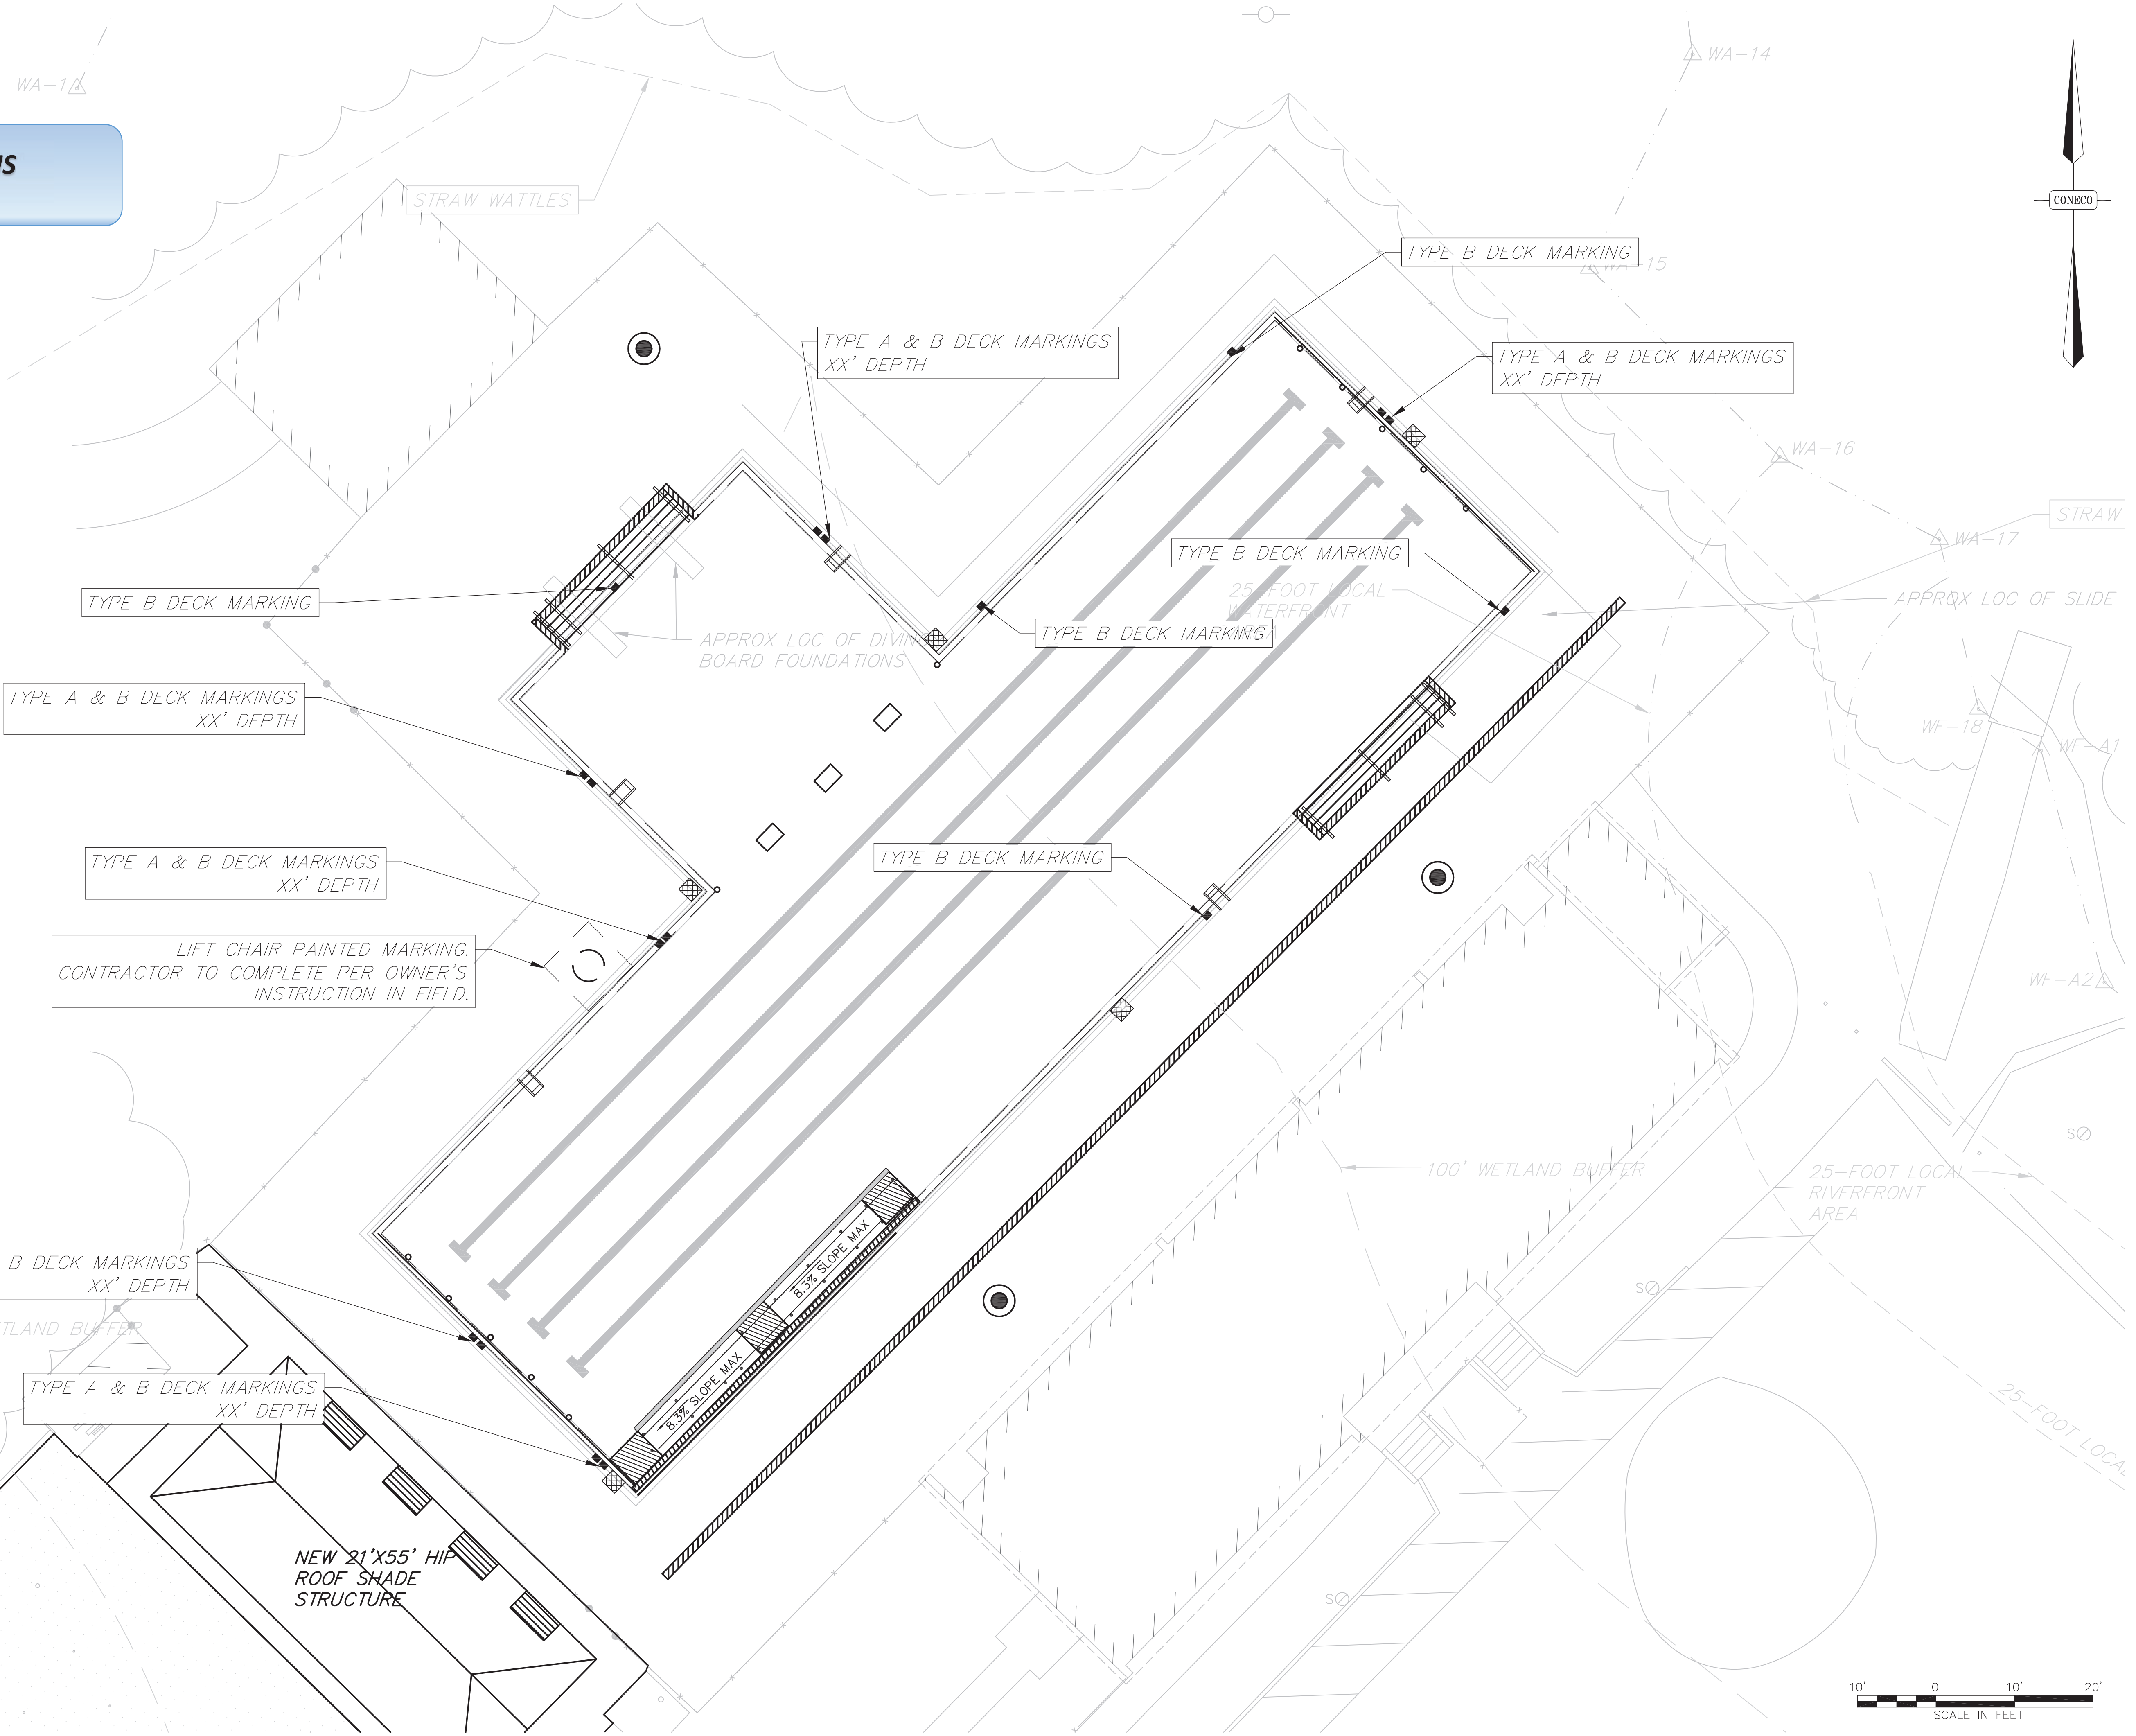 WA-1
WA-14
STRAW WATTLES
CONECO
TYPE B DECK MARKING
WA-15
TYPE A & B DECK MARKINGS
XX' DEPTH
TYPE A & B DECK MARKINGS
XX' DEPTH
WA-16
STRAW
WA-17
TYPE B DECK MARKING
TYPE B DECK MARKING
25-FOOT LOCAL
WATERFRONT
APPROX LOC OF SLIDE
TYPE B DECK MARKING
APPROX LOC OF DIVIN
BOARD FOUNDATIONS
TYPE A & B DECK MARKINGS
XX' DEPTH
WF-18
WF-A1
TYPE A & B DECK MARKINGS
XX' DEPTH
TYPE B DECK MARKING
LIFT CHAIR PAINTED MARKING.
CONTRACTOR TO COMPLETE PER OWNER'S
INSTRUCTION IN FIELD.
WF-A2
S
100' WETLAND BUFFER
25-FOOT LOCAL
RIVERFRONT
AREA
8.3% SLOPE MAX
B DECK MARKINGS
XX' DEPTH
S
TLAND BUFFER
8.3% SLOPE MAX
TYPE A & B DECK MARKINGS
XX' DEPTH
25-FOOT LOCAL
NEW 21'X55' HIP
ROOF SHADE
STRUCTURE
S
10' 0 10' 20'
SCALE IN FEET